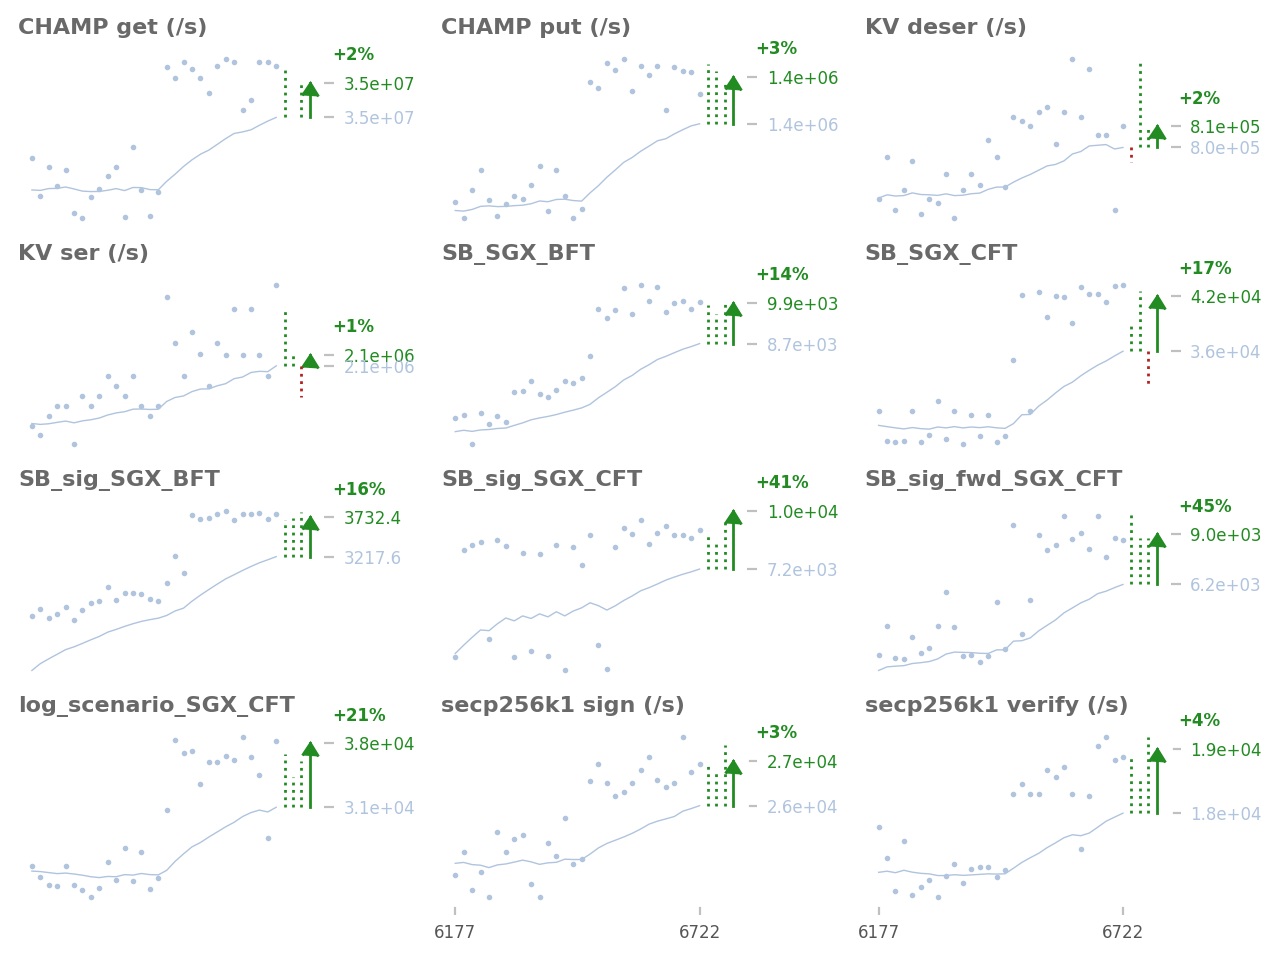 CHAMP get (/s)
+2%
3.5e+07
3.5e+07
CHAMP put (/s)
+3%
1.4e+06
1.4e+06
KV deser (/s)
+2%
8.1e+05
8.0e+05
KV ser (/s)
+1%
2.1e+06
2.1e+06
SB_SGX_BFT
+14%
9.9e+03
8.7e+03
SB_SGX_CFT
+17%
4.2e+04
3.6e+04
SB_sig_SGX_BFT
+16%
3732.4
3217.6
SB_sig_SGX_CFT
+41%
1.0e+04
7.2e+03
SB_sig_fwd_SGX_CFT
+45%
9.0e+03
6.2e+03
log_scenario_SGX_CFT
+21%
3.8e+04
3.1e+04
secp256k1 sign (/s)
+3%
2.7e+04
2.6e+04
6177 6722
secp256k1 verify (/s)
+4%
1.9e+04
1.8e+04
6177 6722